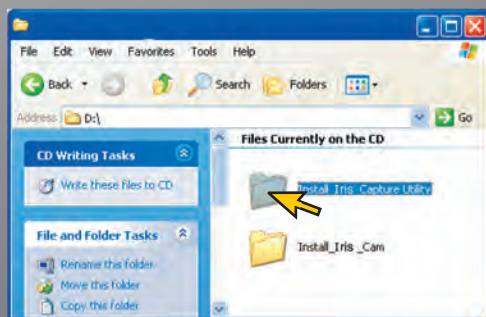 File Edit View Favorites Tools Help
Back Search Folders
Address D:\ Go
Files Currently on the CD
CD Writing Tasks
Write these files to CD
Install_Iris_Capture Utility
File and Folder Tasks
Install_Iris _Cam
Rename this folder
Move this folder
Copy this folder